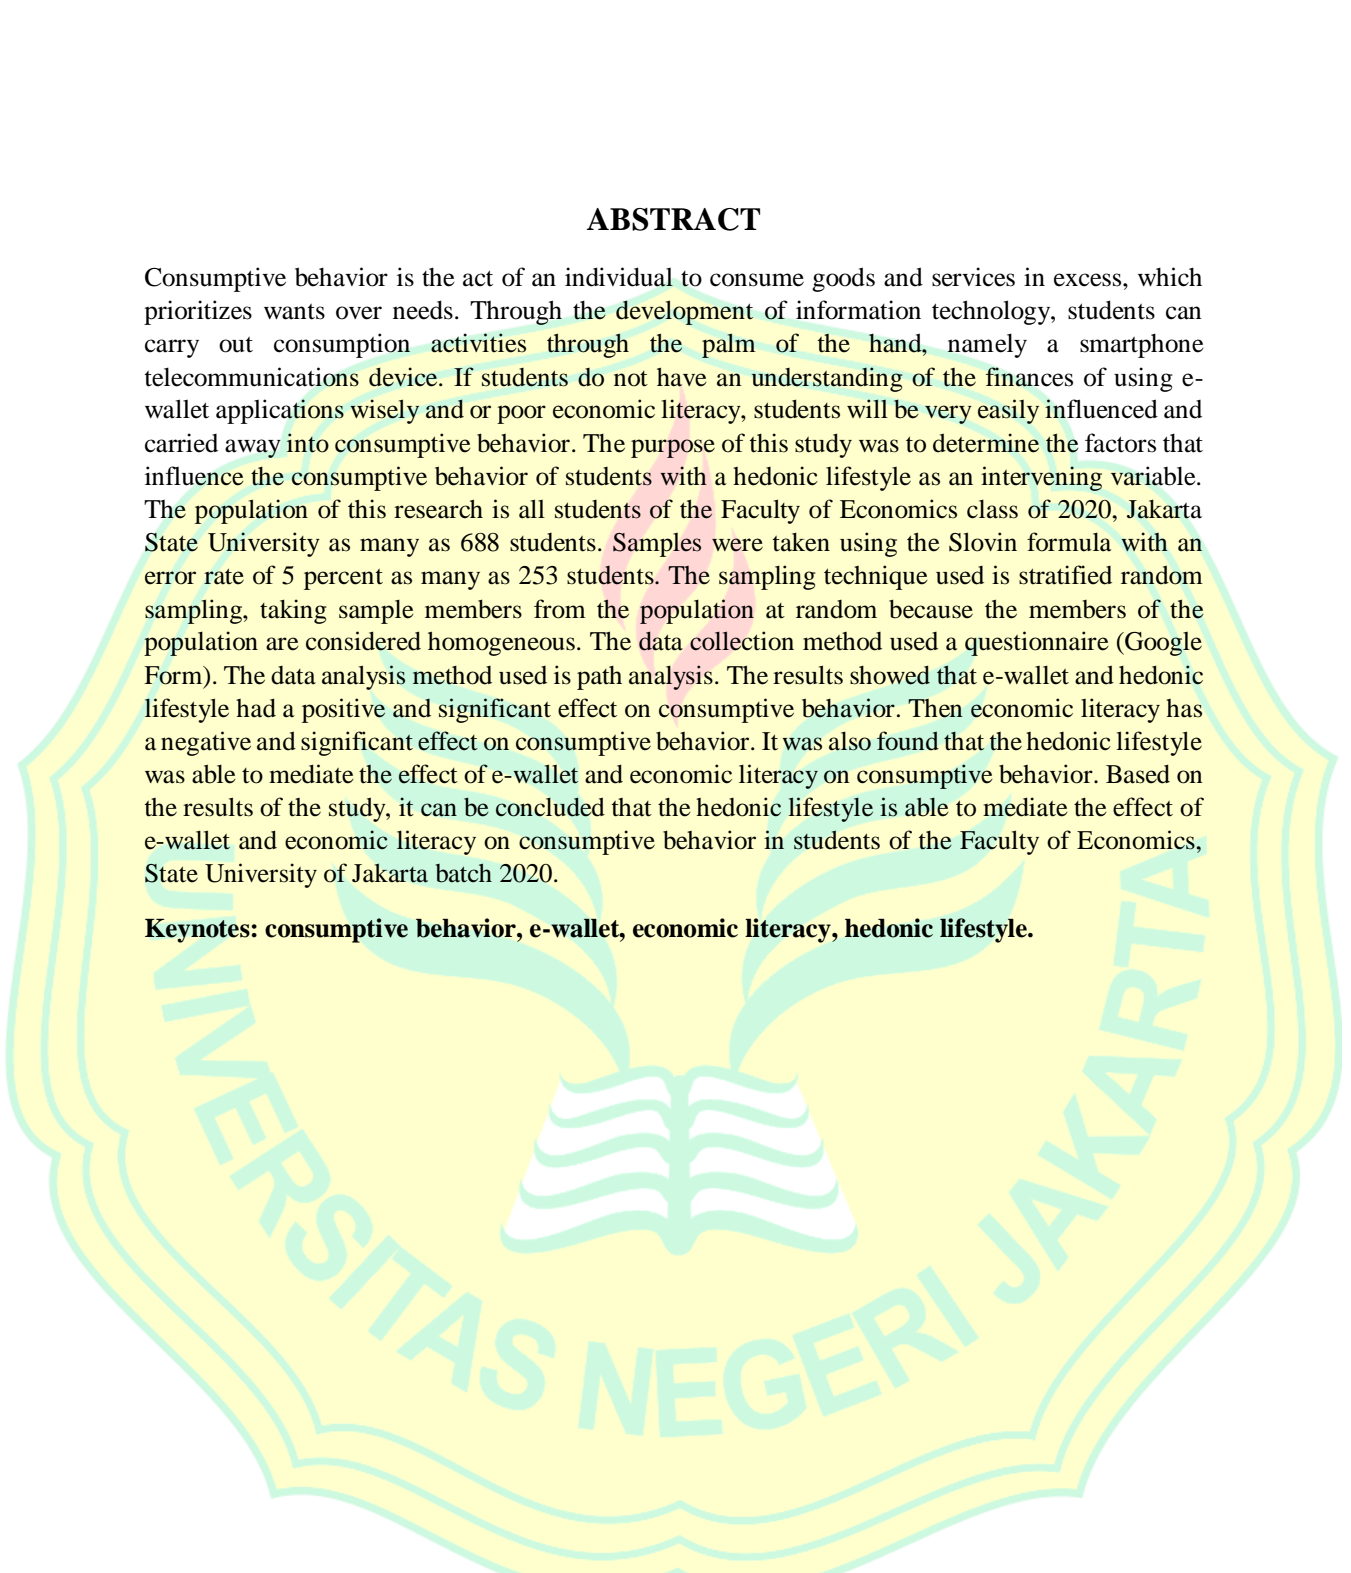 ABSTRACT
Consumptive behavior is the act of an individual to consume goods and services in excess, which
prioritizes wants over needs. Through the development of information technology, students can
carry out consumption activities through the palm of the hand, namely a smartphone
telecommunications device. If students do not have an understanding of the finances of using e-
wallet applications wisely and or poor economic literacy, students will be very easily influenced and
carried away into consumptive behavior. The purpose of this study was to determine the factors that
influence the consumptive behavior of students with a hedonic lifestyle as an intervening variable.
The population of this research is all students of the Faculty of Economics class of 2020, Jakarta
State University as many as 688 students. Samples were taken using the Slovin formula with an
error rate of 5 percent as many as 253 students. The sampling technique used is stratified random
sampling, taking sample members from the population at random because the members of the
population are considered homogeneous. The data collection method used a questionnaire (Google
Form). The data analysis method used is path analysis. The results showed that e-wallet and hedonic
lifestyle had a positive and significant effect on consumptive behavior. Then economic literacy has
a negative and significant effect on consumptive behavior. It was also found that the hedonic lifestyle
was able to mediate the effect of e-wallet and economic literacy on consumptive behavior. Based on
the results of the study, it can be concluded that the hedonic lifestyle is able to mediate the effect of
e-wallet and economic literacy on consumptive behavior in students of the Faculty of Economics,
State University of Jakarta batch 2020.
Keynotes: consumptive behavior, e-wallet, economic literacy, hedonic lifestyle.
UNIVERSITAS NEGERI JAKARTA